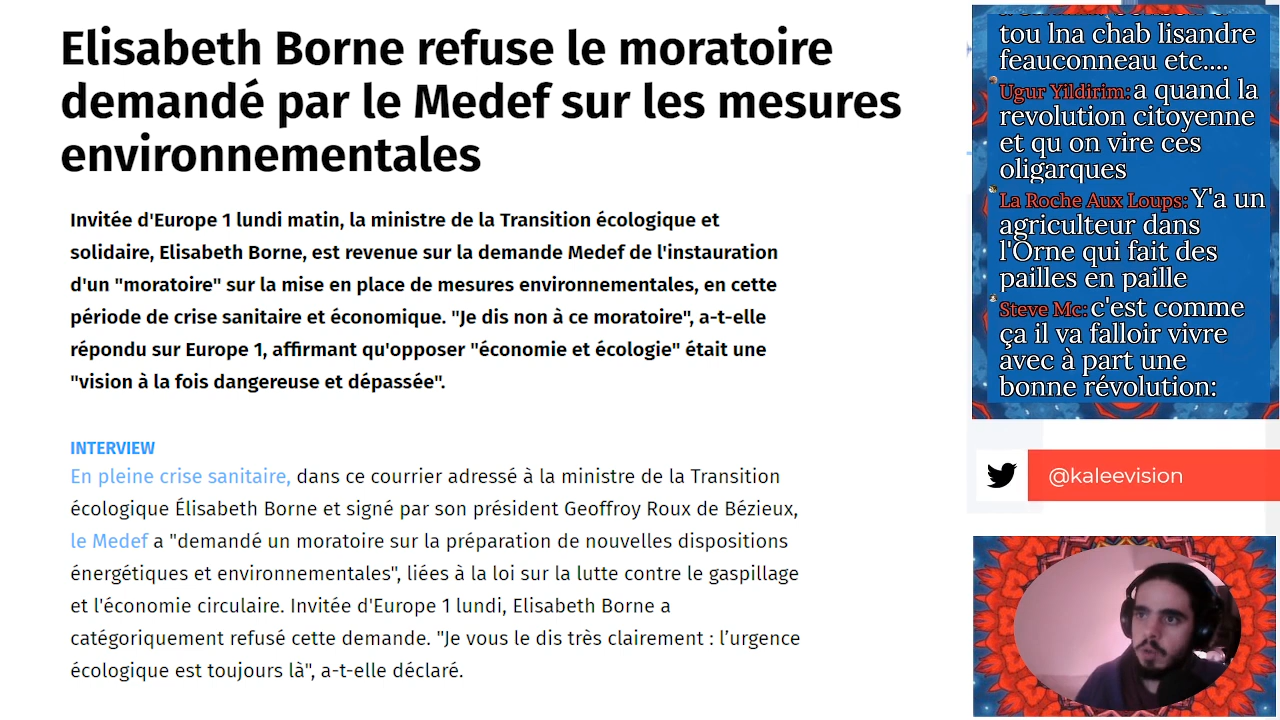 Elisabeth Borne refuse le moratoire
demandé par le Medef sur les mesures
environnementales
Invitée d'Europe 1 lundi matin, la ministre de la Transition écologique et
solidaire, Elisabeth Borne, est revenue sur la demande Medef de l'instauration
d'un "moratoire" sur la mise en place de mesures environnementales, en cette
période de crise sanitaire et économique. "Je dis non à ce moratoire", a-t-elle
répondu sur Europe 1, affirmant qu'opposer "économie et écologie" était une
"vision à la fois dangereuse et dépassée".
INTERVIEW
En pleine crise sanitaire, dans ce courrier adressé à la ministre de la Transition
écologique Élisabeth Borne et signé par son président Geoffroy Roux de Bézieux,
le Medef a "demandé un moratoire sur la préparation de nouvelles dispositions
énergétiques et environnementales", liées à la loi sur la lutte contre le gaspillage
et l'économie circulaire. Invitée d'Europe 1 lundi, Elisabeth Borne a
catégoriquement refusé cette demande. "Je vous le dis très clairement : l’urgence
écologique est toujours là", a-t-elle déclaré.
tou lna chab lisandre
feauconneau etc....
Ugur Yildirim: a quand la
revolution citoyenne
et qu on vire ces
oligarques
La Roche Aux Loups: Y'a un
agriculteur dans
l'Orne qui fait des
pailles en paille
Steve Mc: c'est comme
ça il va falloir vivre
avec à part une
bonne révolution:
@kaleevision